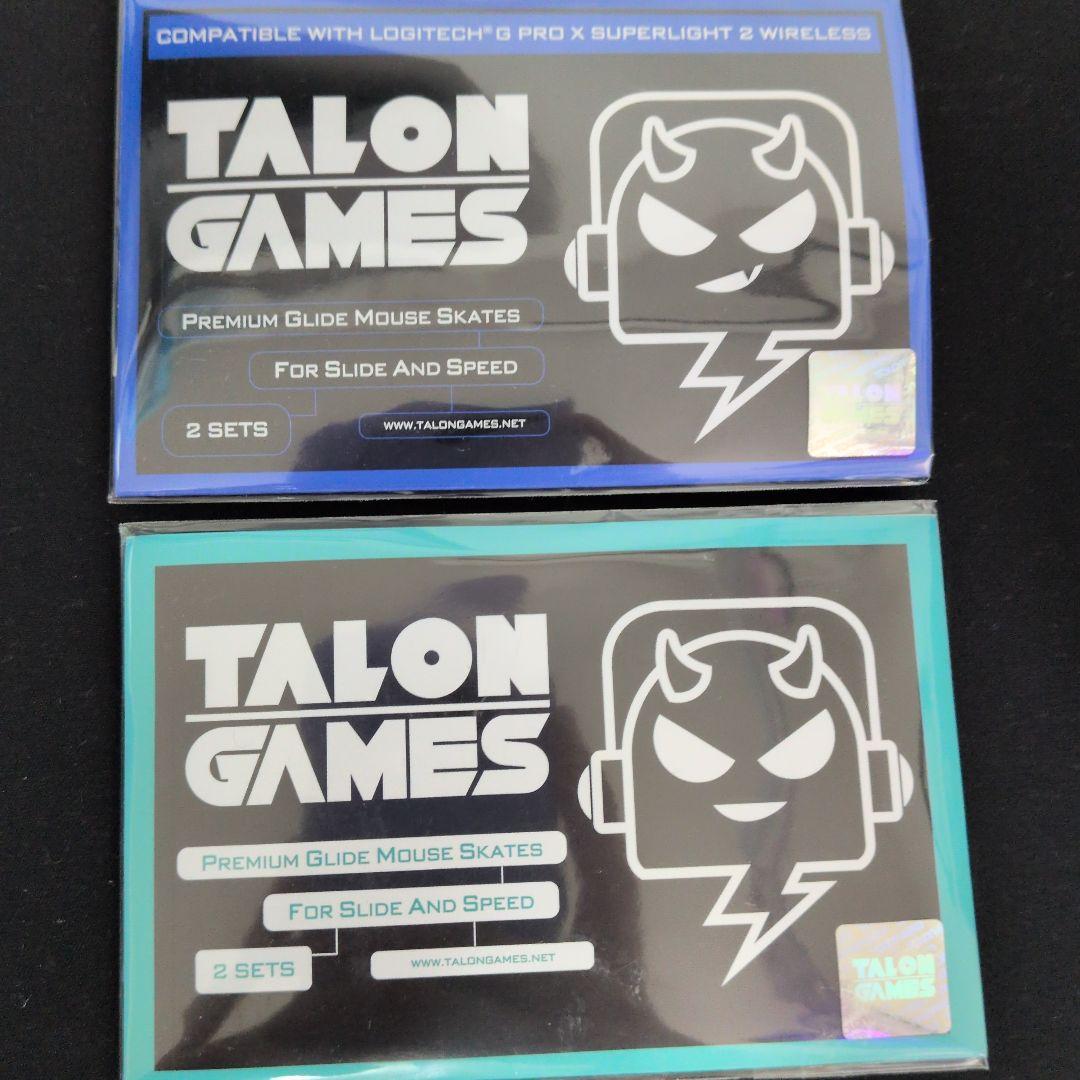 COMPATIBLE WITH LOGITECH® G PRO X SUPERLIGHT 2 WIRELESS
TALON
GAMES
PREMIUM GLIDE MOUSE SKATES
FOR SLIDE AND SPEED
2 SETS
WWW.TALONGAMES.NET
TALON
GAMES
TALON
GAMES
PREMIUM GLIDE MOUSE SKATES
FOR SLIDE AND SPEED
2 SETS
WWW.TALONGAMES.NET
TALON
GAMES